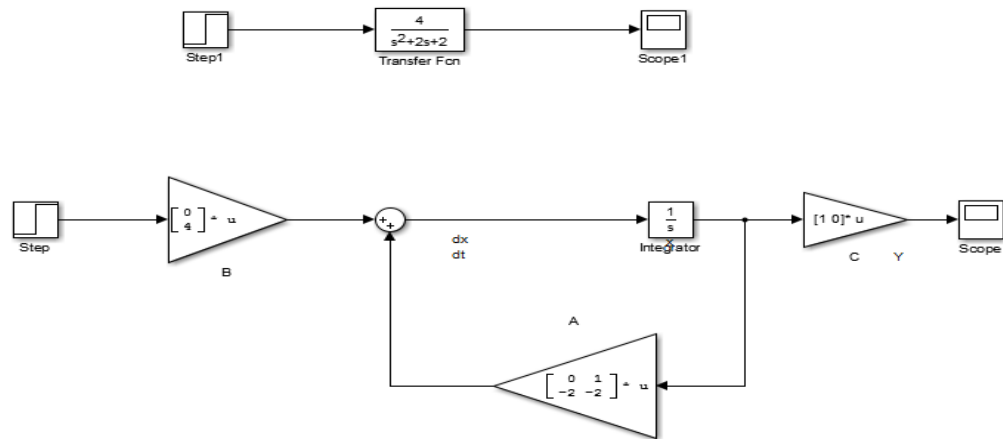 4
s²+2s+2
Step1
Transfer Fcn
Scope1
[ 0
4 ] * u
Step
B
+
+
dx
dt
1
s
Integrator
x
[1 0]* u
C
Y
Scope
A
[ 0 1
-2 -2 ] * u